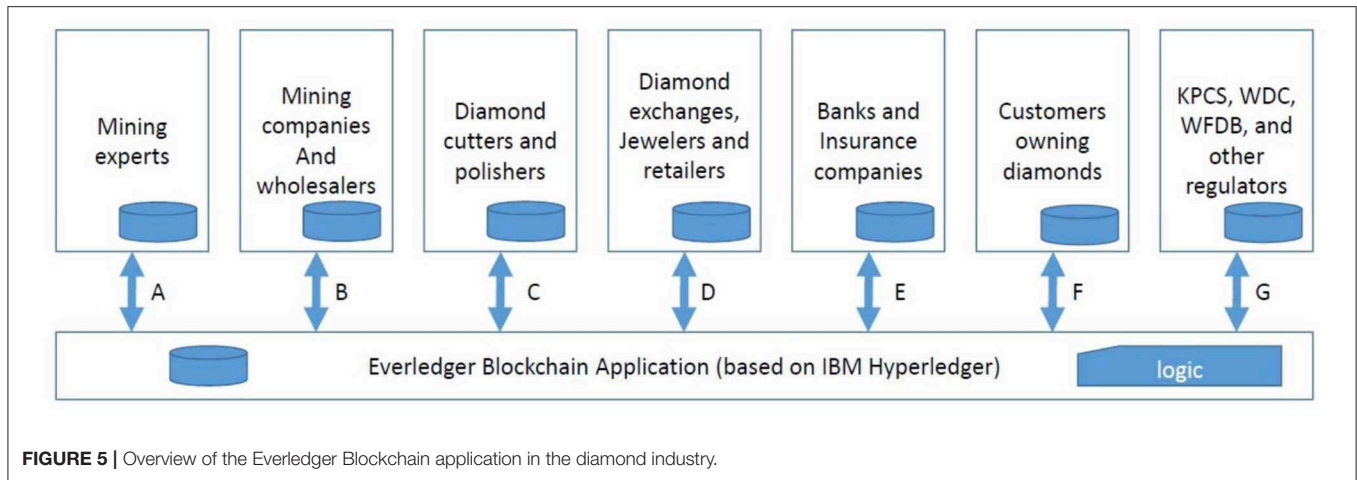 Mining
experts
Mining
companies
And
wholesalers
Diamond
cutters and
polishers
Diamond
exchanges,
Jewelers and
retailers
Banks and
Insurance
companies
Customers
owning
diamonds
KPCS, WDC,
WFDB, and
other
regulators
A
B
C
D
E
F
G
Everledger Blockchain Application (based on IBM Hyperledger)
logic
FIGURE 5 | Overview of the Everledger Blockchain application in the diamond industry.